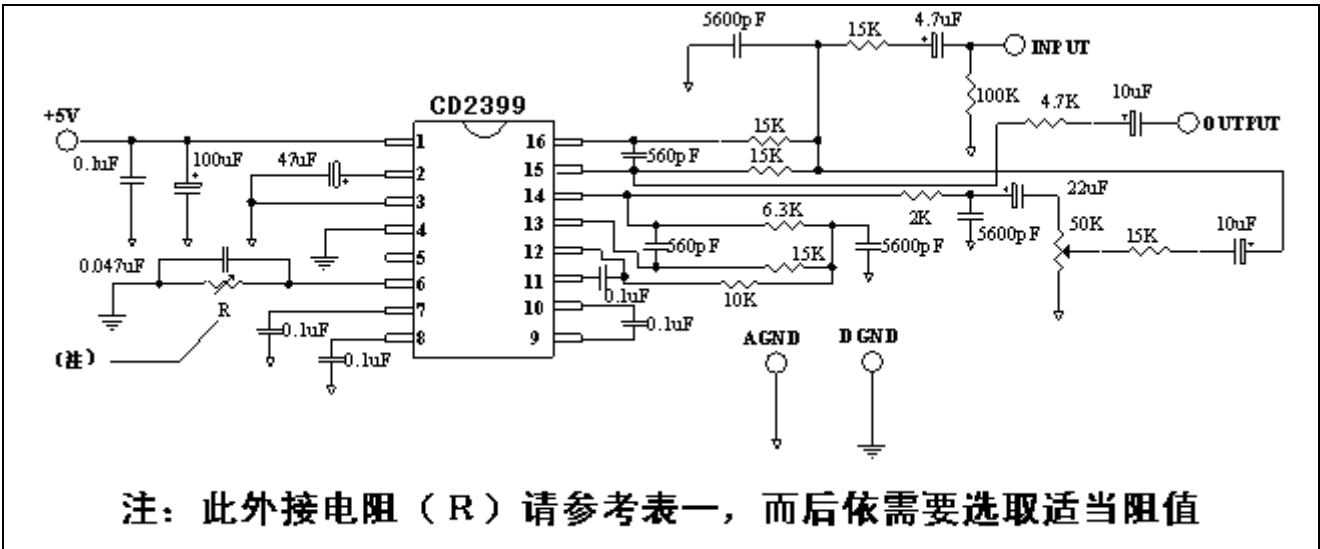 5600pF
15K
4.7uF
INPUT
100K
4.7K
10uF
OUTPUT
CD2399
+5V
0.1uF
100uF
47uF
1
2
3
4
5
6
7
8
16
15
14
13
12
11
10
9
15K
560pF
15K
2K
22uF
5600pF
50K
15K
10uF
6.3K
560pF
5600pF
15K
0.1uF
10K
0.047uF
R
(注)
0.1uF
0.1uF
0.1uF
AGND
DGND
注：此外接电阻（R）请参考表一，而后依需要选取适当阻值